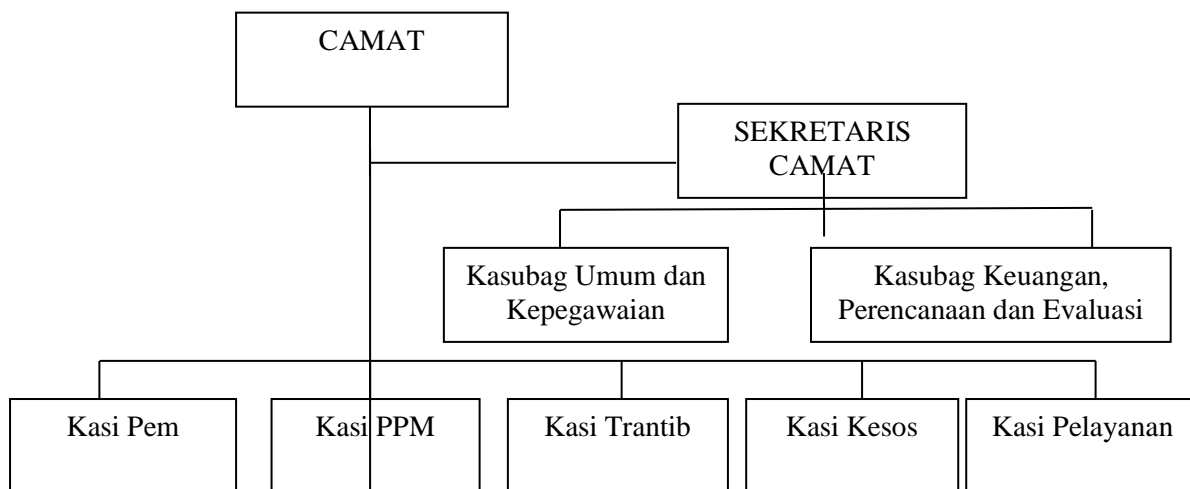 CAMAT
SEKRETARIS
CAMAT
Kasubag Umum dan
Kepegawaian
Kasubag Keuangan,
Perencanaan dan Evaluasi
Kasi Pem
Kasi PPM
Kasi Trantib
Kasi Kesos
Kasi Pelayanan